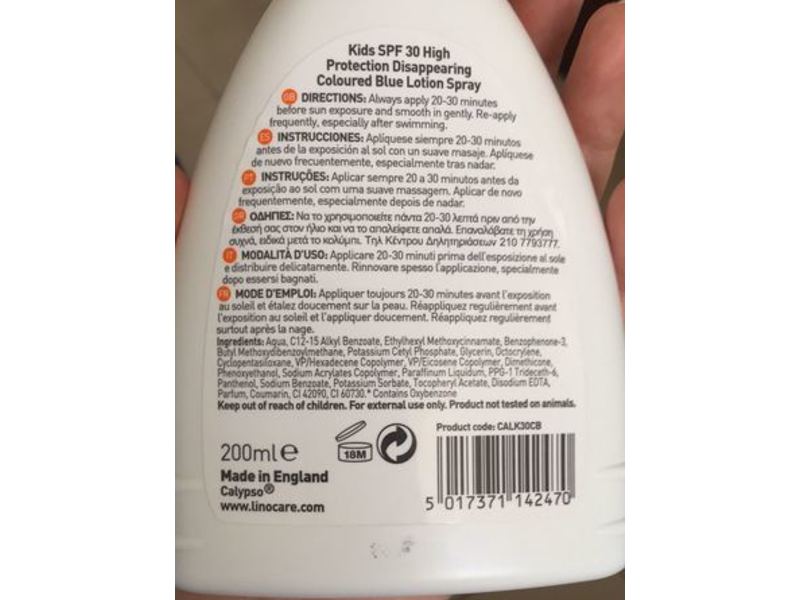 Kids SPF 30 High
Protection Disappearing
Coloured Blue Lotion Spray
GB DIRECTIONS: Always apply 20-30 minutes
before sun exposure and smooth in gently. Re-apply
frequently, especially after swimming.
ES INSTRUCCIONES: Aplíquese siempre 20-30 minutos
antes de la exposición al sol con un suave masaje. Aplíquese
de nuevo frecuentemente, especialmente tras nadar.
PT INSTRUÇÕES: Aplicar sempre 20 a 30 minutos antes da
exposição ao sol com uma suave massagem. Aplicar de novo
frequentemente, especialmente depois de nadar.
GR ΟΔΗΓΙΕΣ: Να το χρησιμοποιείτε πάντα 20-30 λεπτά πριν από την
έκθεσή σας στον ήλιο και να το απαλείφετε απαλά. Επαναλάβατε τη χρήση
συχνά, ειδικά μετά το κολύμπι. Τηλ Κέντρου Δηλητηριάσεων 210 7793777.
IT MODALITÀ D'USO: Applicare 20-30 minuti prima dell'esposizione al sole
e distribuire delicatamente. Rinnovare spesso l'applicazione, specialmente
dopo essersi bagnati.
FR MODE D'EMPLOI: Appliquer toujours 20-30 minutes avant l'exposition
au soleil et étalez doucement sur la peau. Réappliquez regulièrement avant
l'exposition au soleil et l'appliquer doucement. Réappliquez regulièrement
surtout après la nage.
Ingredients: Aqua, C12-15 Alkyl Benzoate, Ethylhexyl Methoxycinnamate, Benzophenone-3,
Butyl Methoxydibenzoylmethane, Potassium Cetyl Phosphate, Glycerin, Octocrylene,
Cyclopentasiloxane, VP/Hexadecene Copolymer, VP/Eicosene Copolymer, Dimethicone,
Phenoxyethanol, Sodium Acrylates Copolymer, Paraffinum Liquidum, PPG-1 Trideceth-6,
Panthenol, Sodium Benzoate, Potassium Sorbate, Tocopheryl Acetate, Disodium EDTA,
Parfum, Coumarin, CI 42090, CI 60730.* Contains Oxybenzone
Keep out of reach of children. For external use only. Product not tested on animals.
Product code: CALK30CB
200ml e
18M
Made in England
Calypso®
www.linocare.com
5 017371 142470